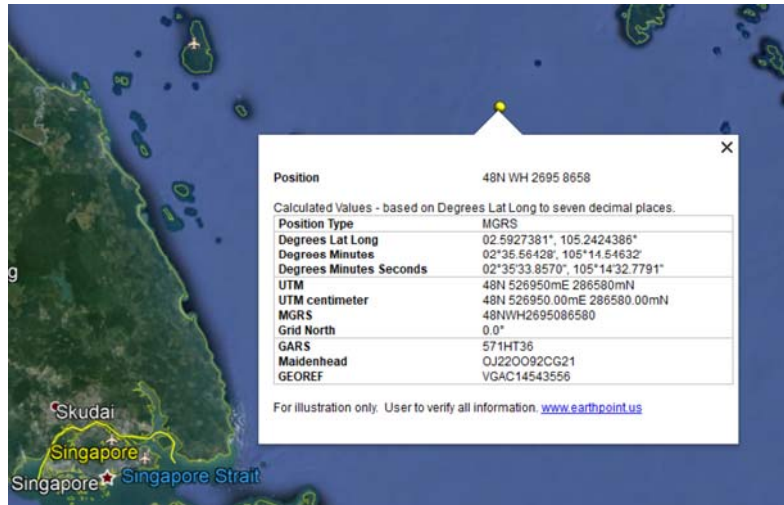 Position 48N WH 2695 8658
Calculated Values - based on Degrees Lat Long to seven decimal places.
Position Type MGRS
Degrees Lat Long 02.5927381°, 105.2424386°
Degrees Minutes 02°35.56428', 105°14.54632'
Degrees Minutes Seconds 02°35'33.8570", 105°14'32.7791"
UTM 48N 526950mE 286580mN
UTM centimeter 48N 526950.00mE 286580.00mN
MGRS 48NWH2695086580
Grid North 0.0°
GARS 571HT36
Maidenhead OJ22OO92CG21
GEOREF VGAC14543556
For illustration only. User to verify all information. www.earthpoint.us
g
Skudai
Singapore
Singapore Singapore Strait